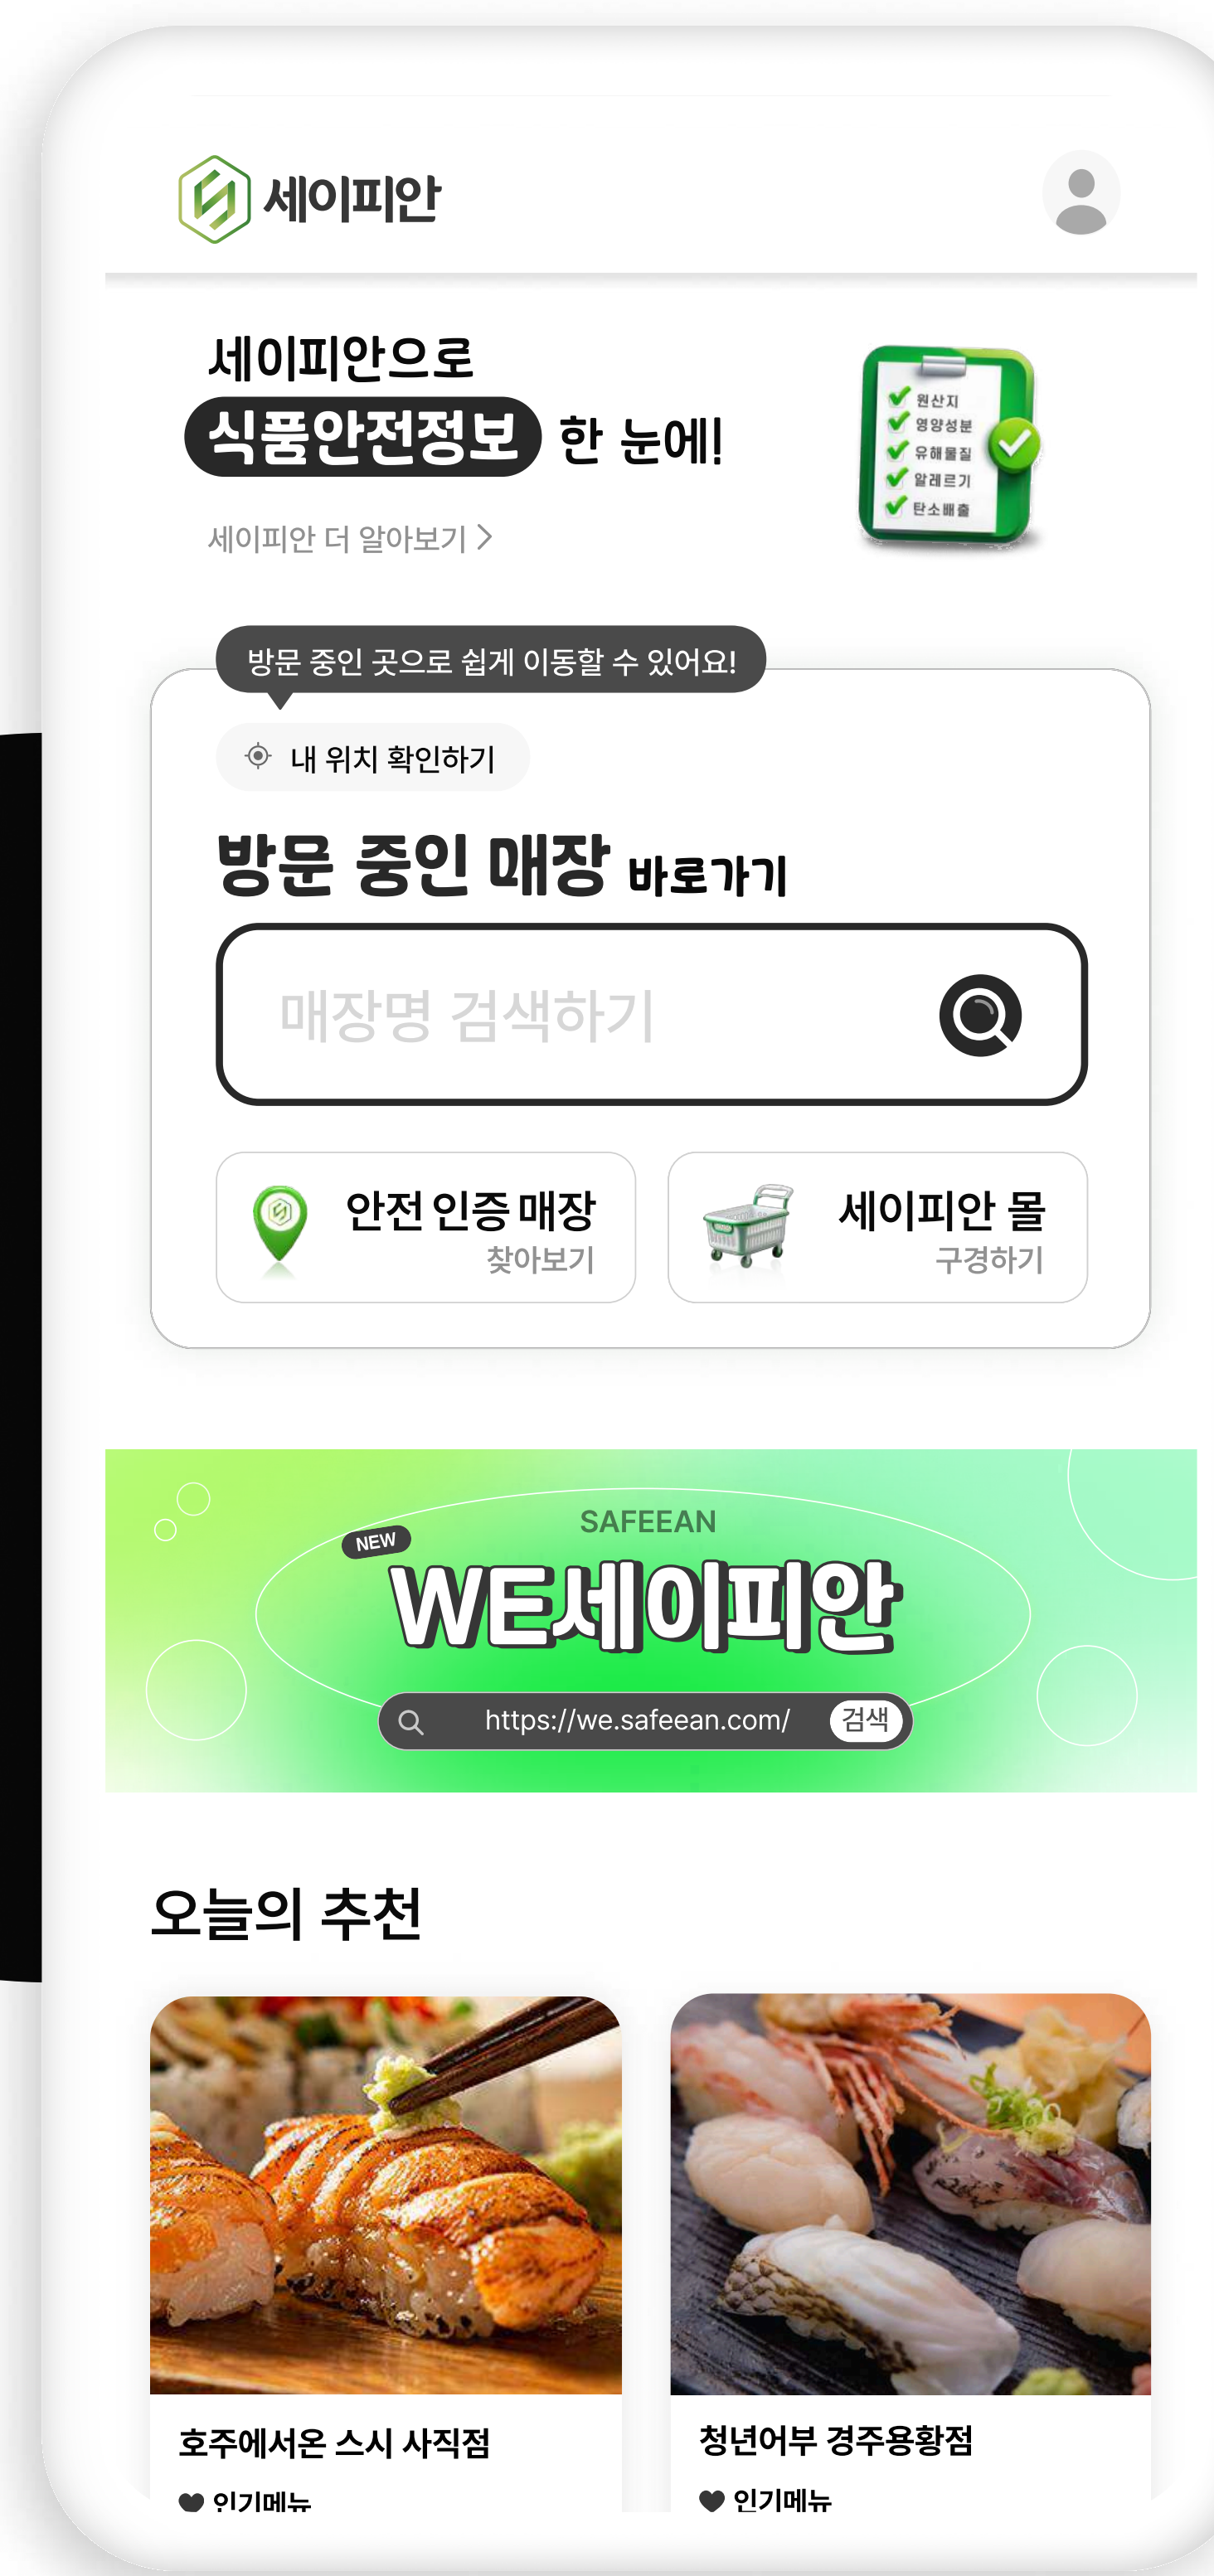 세이피안
세이피안으로
식품안전정보 한 눈에!
세이피안 더 알아보기 >
원산지
영양성분
유해물질
알레르기
탄소배출
방문 중인 곳으로 쉽게 이동할 수 있어요!
내 위치 확인하기
방문 중인 매장 바로가기
매장명 검색하기
안전 인증 매장
찾아보기
세이피안 몰
구경하기
SAFEEAN
NEW
WE세이피안
https://we.safeean.com/ 검색
오늘의 추천
호주에서온 스시 사직점
인기메뉴
청년어부 경주용황점
인기메뉴